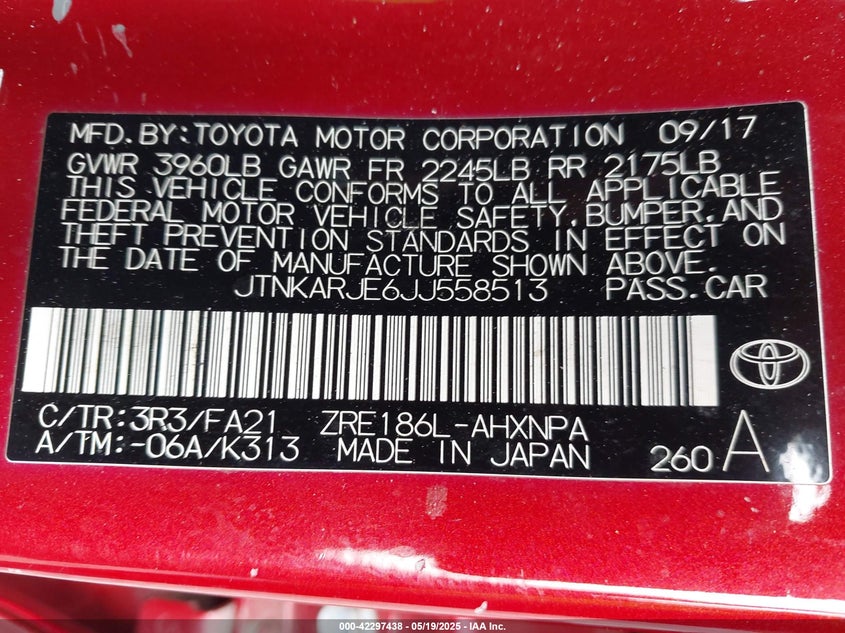 MFD.BY:TOYOTA MOTOR CORPORATION 09/17
GVWR 3960LB GAWR FR 2245LB RR 2175LB
THIS VEHICLE CONFORMS TO ALL APPLICABLE
FEDERAL MOTOR VEHICLE SAFETY,BUMPER,AND
THEFT PREVENTION STANDARDS IN EFFECT ON
THE DATE OF MANUFACTURE SHOWN ABOVE.
JTNKARJE6JJ558513 PASS.CAR
C/TR:3R3/FA21 ZRE186L-AHXNPA
A/TM:-06A/K313 MADE IN JAPAN 260 A
000-42297438 - 05/19/2025 - IAA Inc.